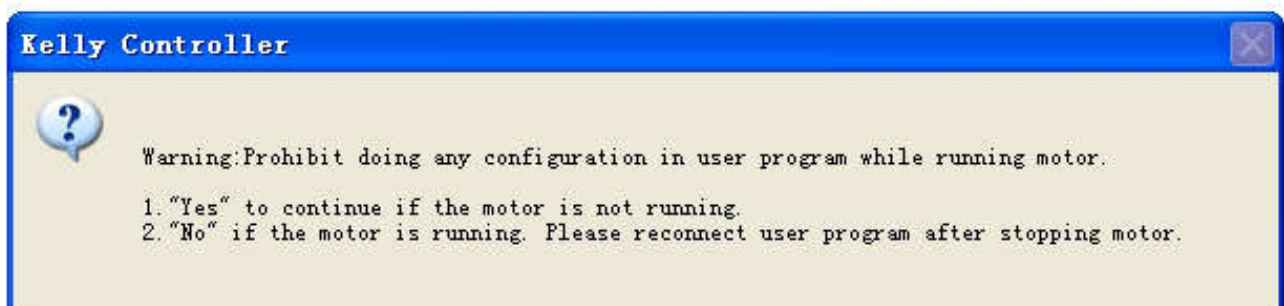 Kelly Controller
?
Warning:Prohibit doing any configuration in user program while running motor.
1."Yes" to continue if the motor is not running.
2."No" if the motor is running. Please reconnect user program after stopping motor.